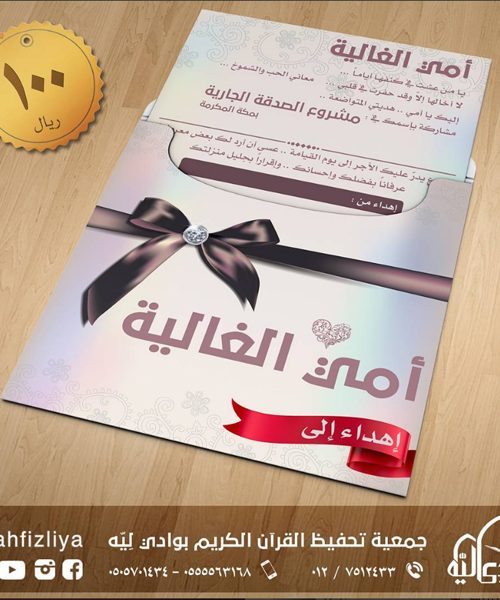 ١٠٠
ريال
أمي الغالية
يا من عشت في كنفها أياماً ... معاني الحب والشموخ ...
لا أخالها إلا وقد حفرت في قلبي ...
إليك يا أمي .. هديتي المتواضعة ..
مشاركة بإسمك في : مشروع الصدقة الجارية
بمكة المكرمة
يدرّ عليك الأجر إلى يوم القيامة .. عسى أن أرد لك بعض
عرفاناً بفضلك وإحسانك .. وإقراراً بجليل منزلتك
إهداء من :
أمي الغالية
إهداء إلى
جمعية تحفيظ القرآن الكريم بوادي ليّه
ahfizliya
٠١٢ / ٧٥١٢٤٣٣
٠٥٥٥٥٦٣١٦٨ - ٠٥٠٥٧٠١٤٣٤